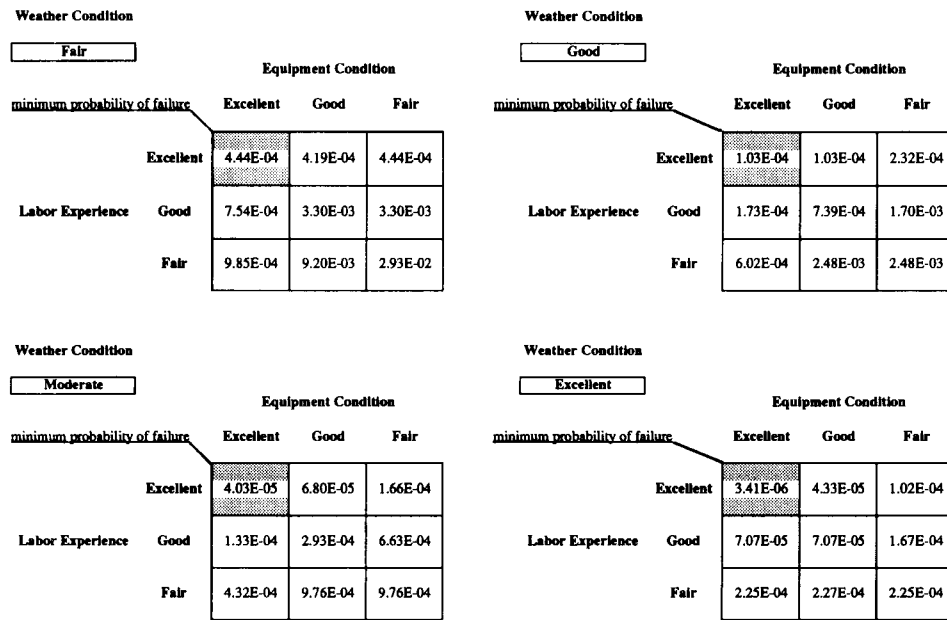 Weather Condition
Fair
Equipment Condition
minimum probability of failure Excellent Good Fair
Excellent 4.44E-04 4.19E-04 4.44E-04
Labor Experience Good 7.54E-04 3.30E-03 3.30E-03
Fair 9.85E-04 9.20E-03 2.93E-02
Weather Condition
Good
Equipment Condition
minimum probability of failure Excellent Good Fair
Excellent 1.03E-04 1.03E-04 2.32E-04
Labor Experience Good 1.73E-04 7.39E-04 1.70E-03
Fair 6.02E-04 2.48E-03 2.48E-03
Weather Condition
Moderate
Equipment Condition
minimum probability of failure Excellent Good Fair
Excellent 4.03E-05 6.80E-05 1.66E-04
Labor Experience Good 1.33E-04 2.93E-04 6.63E-04
Fair 4.32E-04 9.76E-04 9.76E-04
Weather Condition
Excellent
Equipment Condition
minimum probability of failure Excellent Good Fair
Excellent 3.41E-06 4.33E-05 1.02E-04
Labor Experience Good 7.07E-05 7.07E-05 1.67E-04
Fair 2.25E-04 2.27E-04 2.25E-04